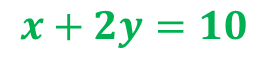 x + 2y = 10